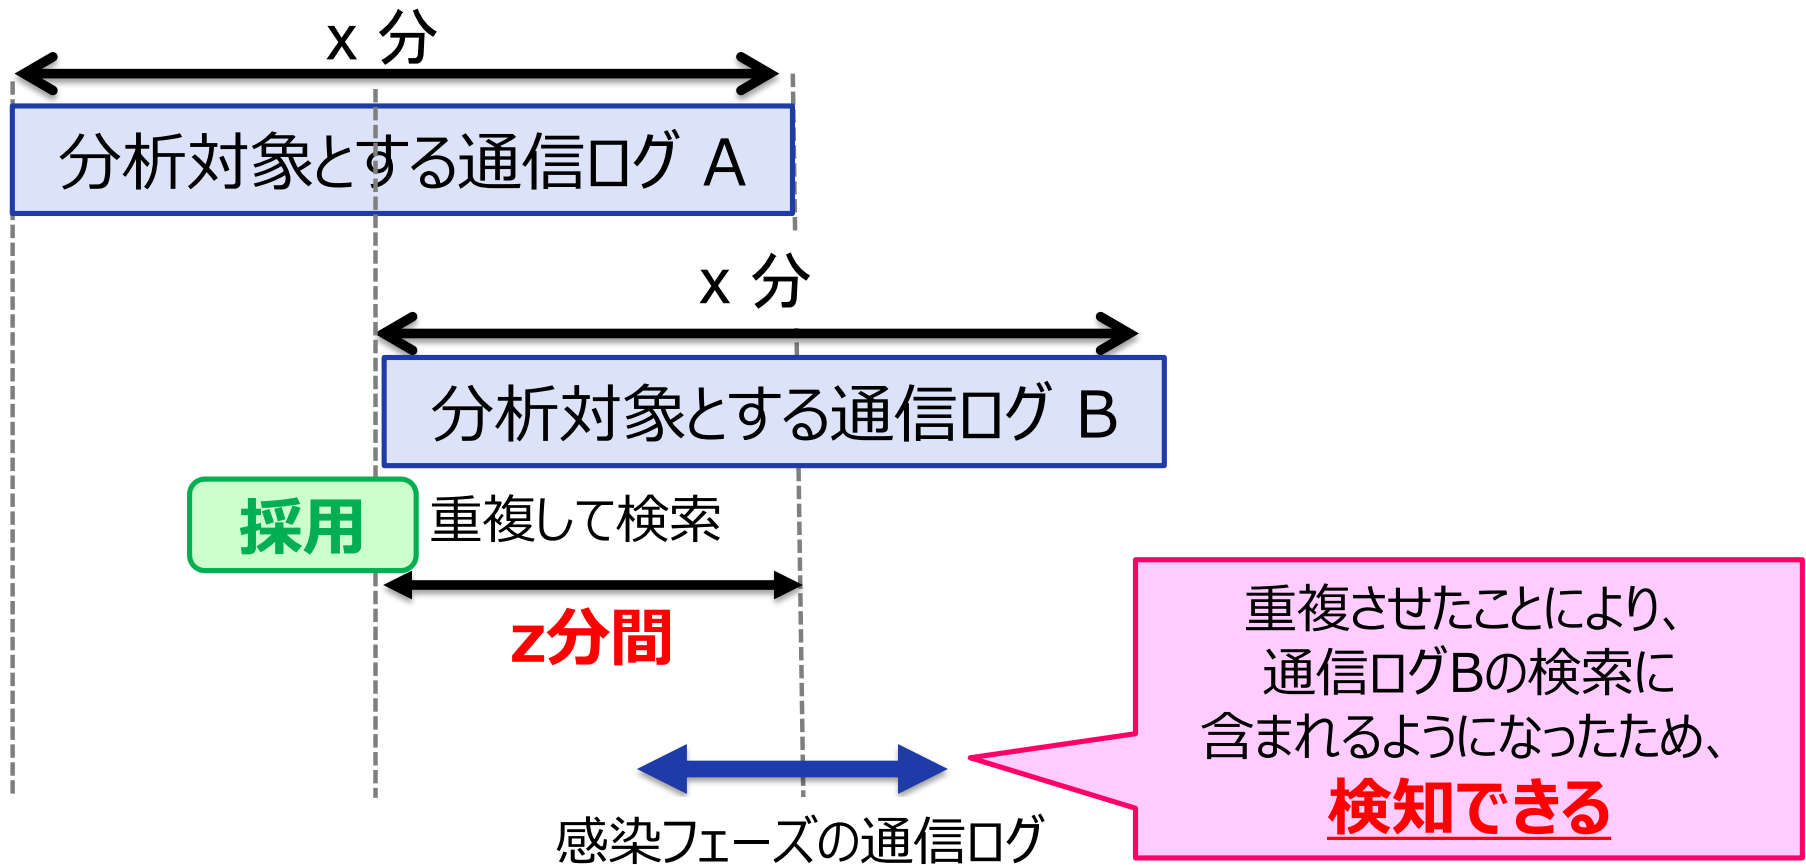 x 分
分析対象とする通信ログ A
x 分
分析対象とする通信ログ B
採用
重複して検索
z分間
重複させたことにより、
通信ログBの検索に
含まれるようになったため、
検知できる
感染フェーズの通信ログ